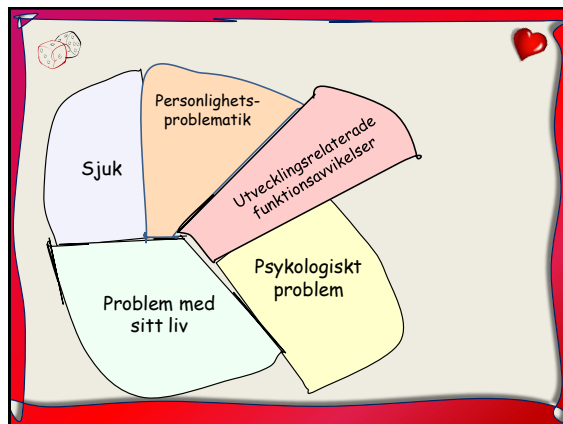 Personlighets-
problematik
Sjuk
Utvecklingsrelaterade
funktionsavvikelser
Psykologiskt
problem
Problem med
sitt liv